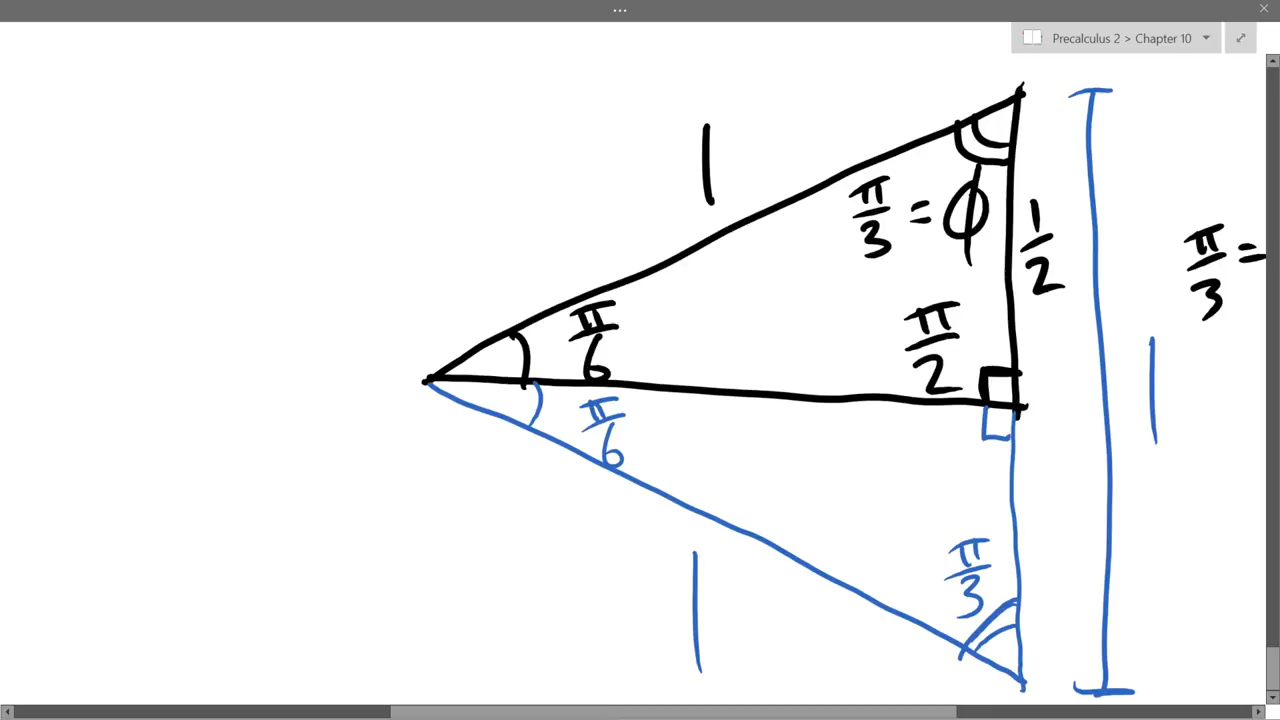 ...
Precalculus 2 > Chapter 10
1
π/3 = ϕ
1/2
π/3 =
π/6
π/2
1
π/6
π/3
1